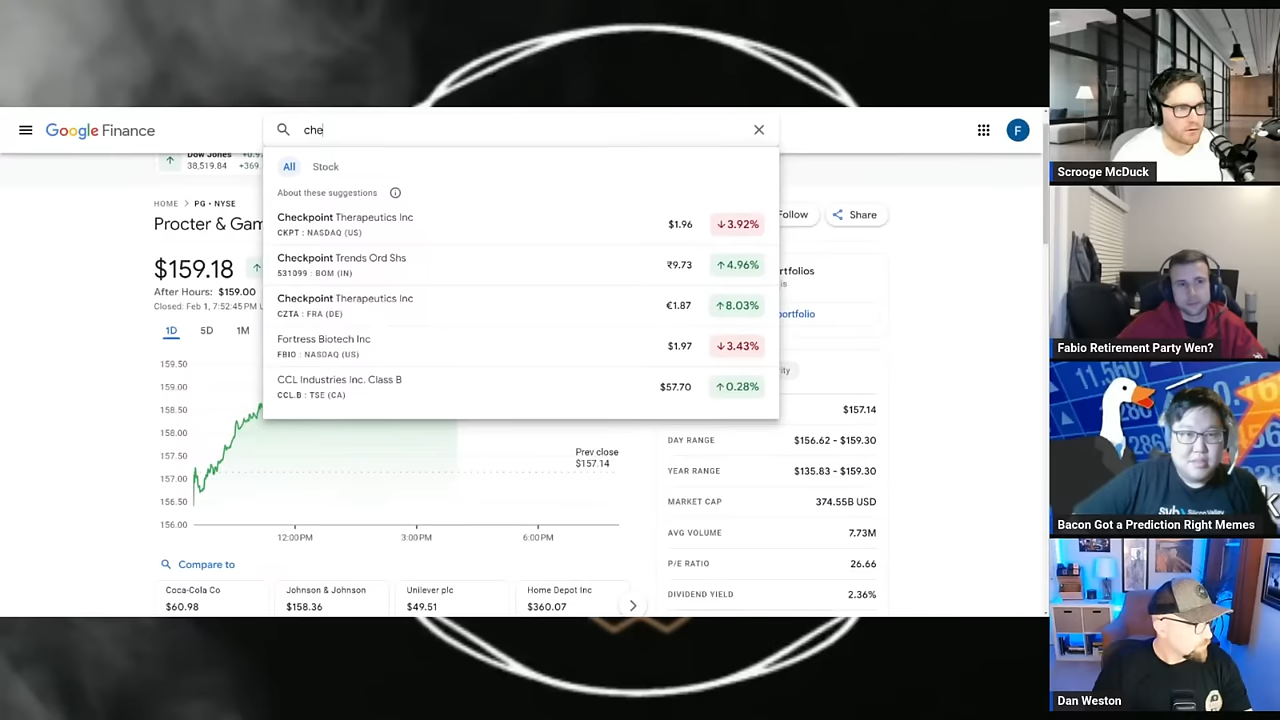 Google Finance
che
All Stock
About these suggestions
Checkpoint Therapeutics Inc
CKPT : NASDAQ (US)
$1.96
3.92%
Checkpoint Trends Ord Shs
531099 : BOM (IN)
₹9.73
4.96%
Checkpoint Therapeutics Inc
CZTA : FRA (DE)
€1.87
8.03%
Fortress Biotech Inc
FBIO : NASDAQ (US)
$1.97
3.43%
CCL Industries Inc. Class B
CCL.B : TSE (CA)
$57.70
0.28%
F
Dow Jones
38,519.84 +369.
HOME > PG • NYSE
Procter & Gam
$159.18
After Hours: $159.00
Closed: Feb 1, 7:52:45 PM
1D 5D 1M
159.50
159.00
158.50
158.00
157.50
157.00
156.50
156.00
12:00 PM 3:00 PM 6:00 PM
Prev close
$157.14
Compare to
Coca-Cola Co
$60.98
Johnson & Johnson
$158.36
Unilever plc
$49.51
Home Depot Inc
$360.07
Follow
Share
$157.14
DAY RANGE $156.62 - $159.30
YEAR RANGE $135.83 - $159.30
MARKET CAP 374.55B USD
AVG VOLUME 7.73M
P/E RATIO 26.66
DIVIDEND YIELD 2.36%
Scrooge McDuck
Fabio Retirement Party Wen?
11.560
Bacon Got a Prediction Right Memes
Dan Weston